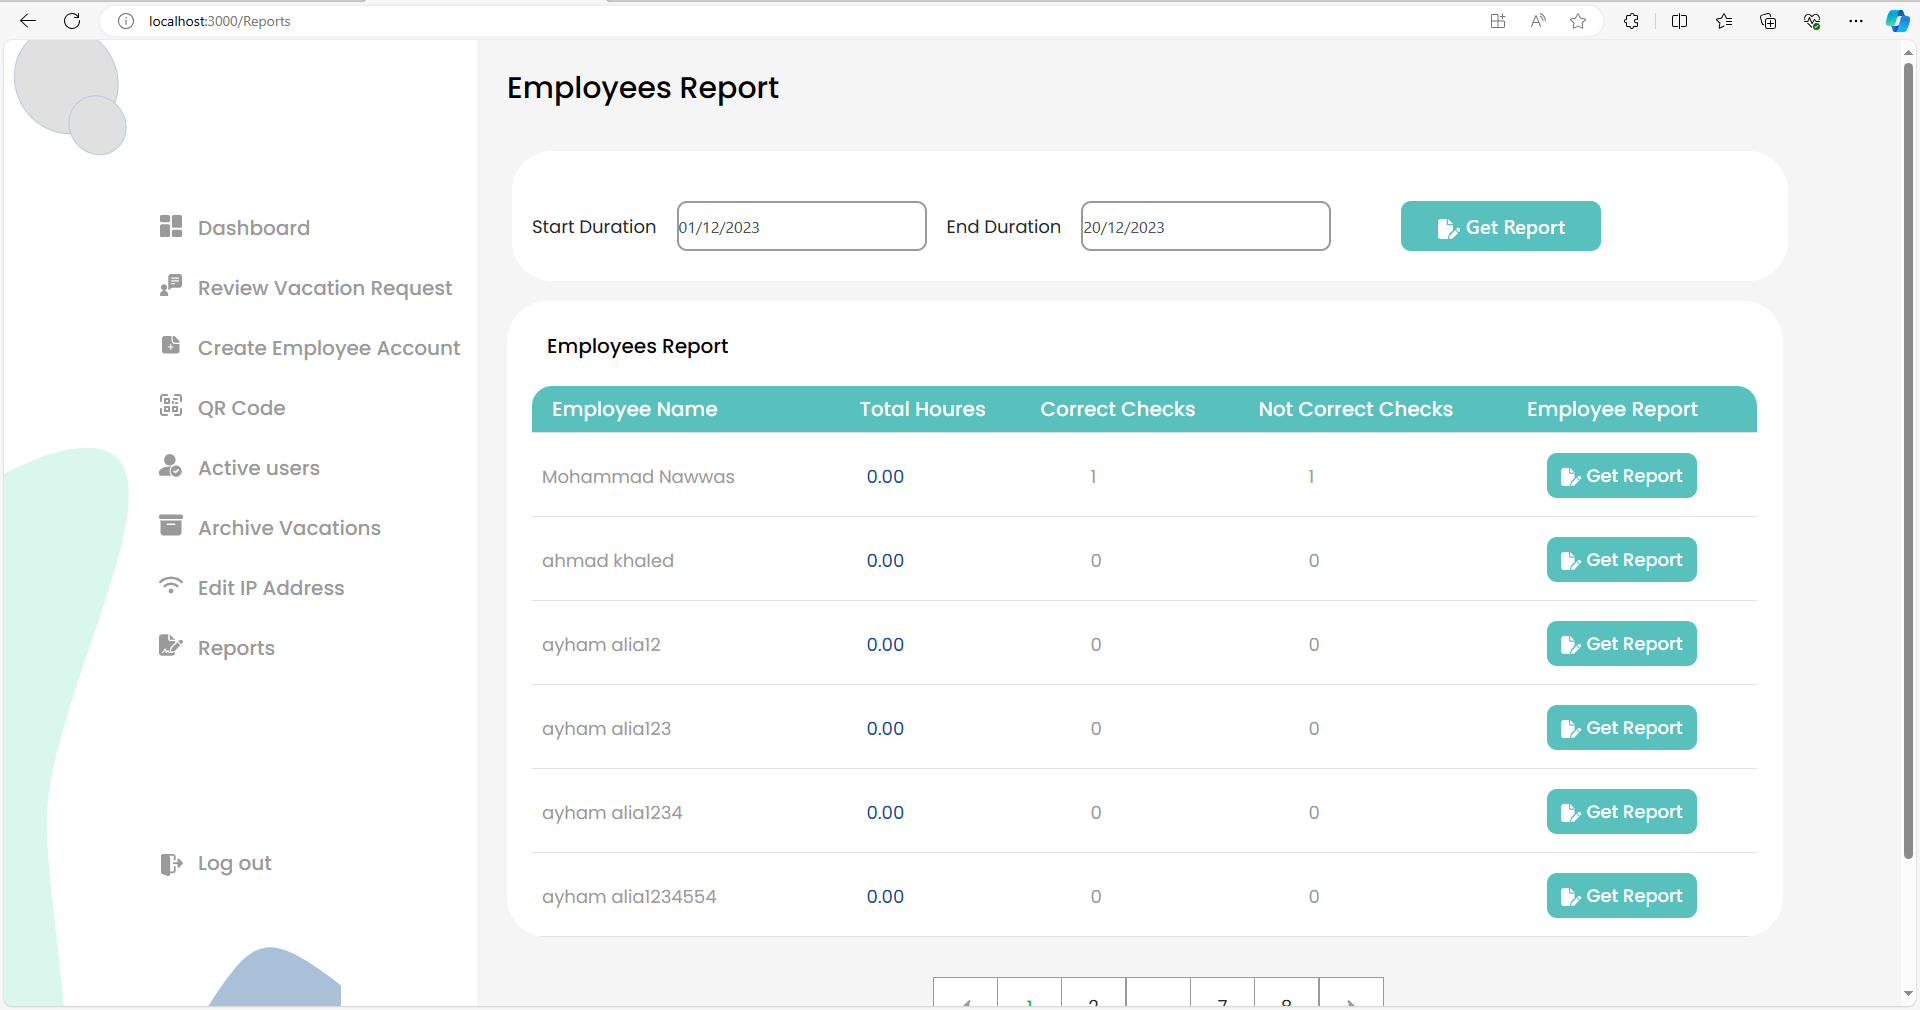 localhost:3000/Reports
Employees Report
Dashboard
Review Vacation Request
Create Employee Account
QR Code
Active users
Archive Vacations
Edit IP Address
Reports
Log out
Start Duration 01/12/2023 End Duration 20/12/2023 Get Report
Employees Report
Employee Name Total Houres Correct Checks Not Correct Checks Employee Report
Mohammad Nawwas 0.00 1 1 Get Report
ahmad khaled 0.00 0 0 Get Report
ayham alia12 0.00 0 0 Get Report
ayham alia123 0.00 0 0 Get Report
ayham alia1234 0.00 0 0 Get Report
ayham alia1234554 0.00 0 0 Get Report
1 2 7 8